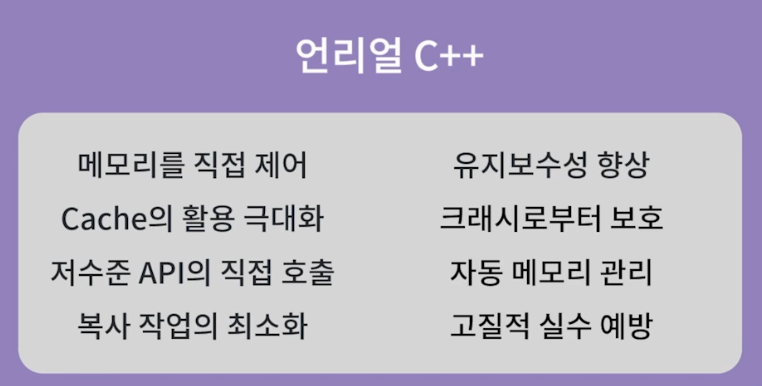 언리얼 C++
메모리를 직접 제어
Cache의 활용 극대화
저수준 API의 직접 호출
복사 작업의 최소화
유지보수성 향상
크래시로부터 보호
자동 메모리 관리
고질적 실수 예방